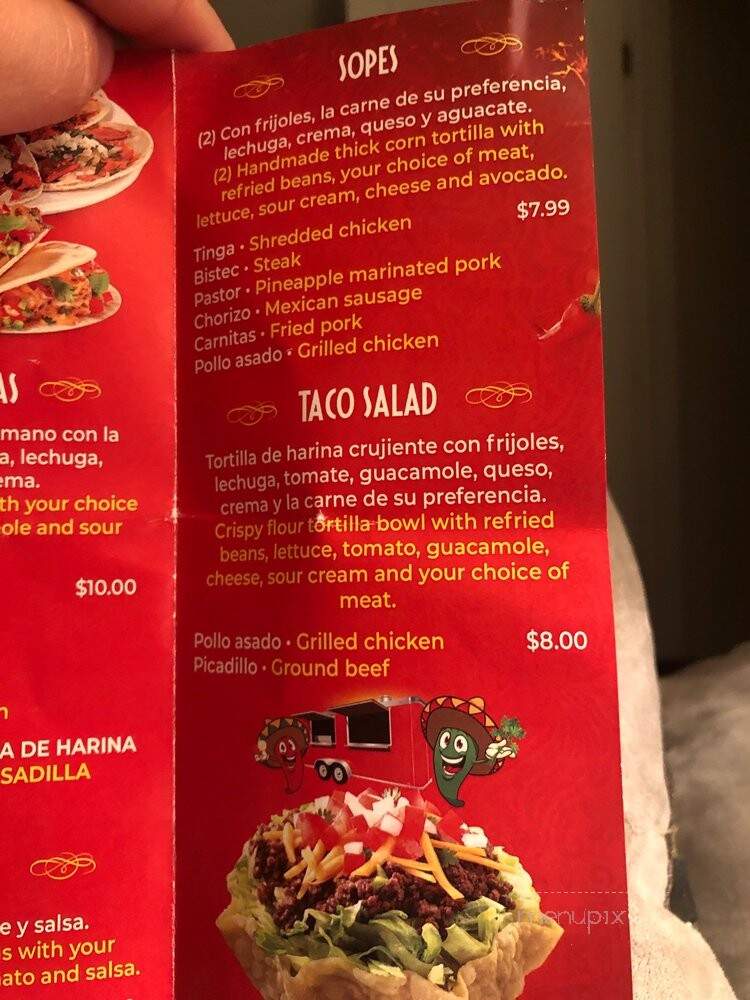 AS
mano con la
a, lechuga,
ema.
th your choice
ole and sour
$10.00
n
A DE HARINA
SADILLA
e y salsa.
as with your
nato and salsa.
SOPES
(2) Con frijoles, la carne de su preferencia,
lechuga, crema, queso y aguacate.
(2) Handmade thick corn tortilla with
refried beans, your choice of meat,
lettuce, sour cream, cheese and avocado.
$7.99
Tinga • Shredded chicken
Bistec • Steak
Pastor • Pineapple marinated pork
Chorizo • Mexican sausage
Carnitas • Fried pork
Pollo asado • Grilled chicken
TACO SALAD
Tortilla de harina crujiente con frijoles,
lechuga, tomate, guacamole, queso,
crema y la carne de su preferencia.
Crispy flour tortilla bowl with refried
beans, lettuce, tomato, guacamole,
cheese, sour cream and your choice of
meat.
Pollo asado • Grilled chicken $8.00
Picadillo • Ground beef
menupix